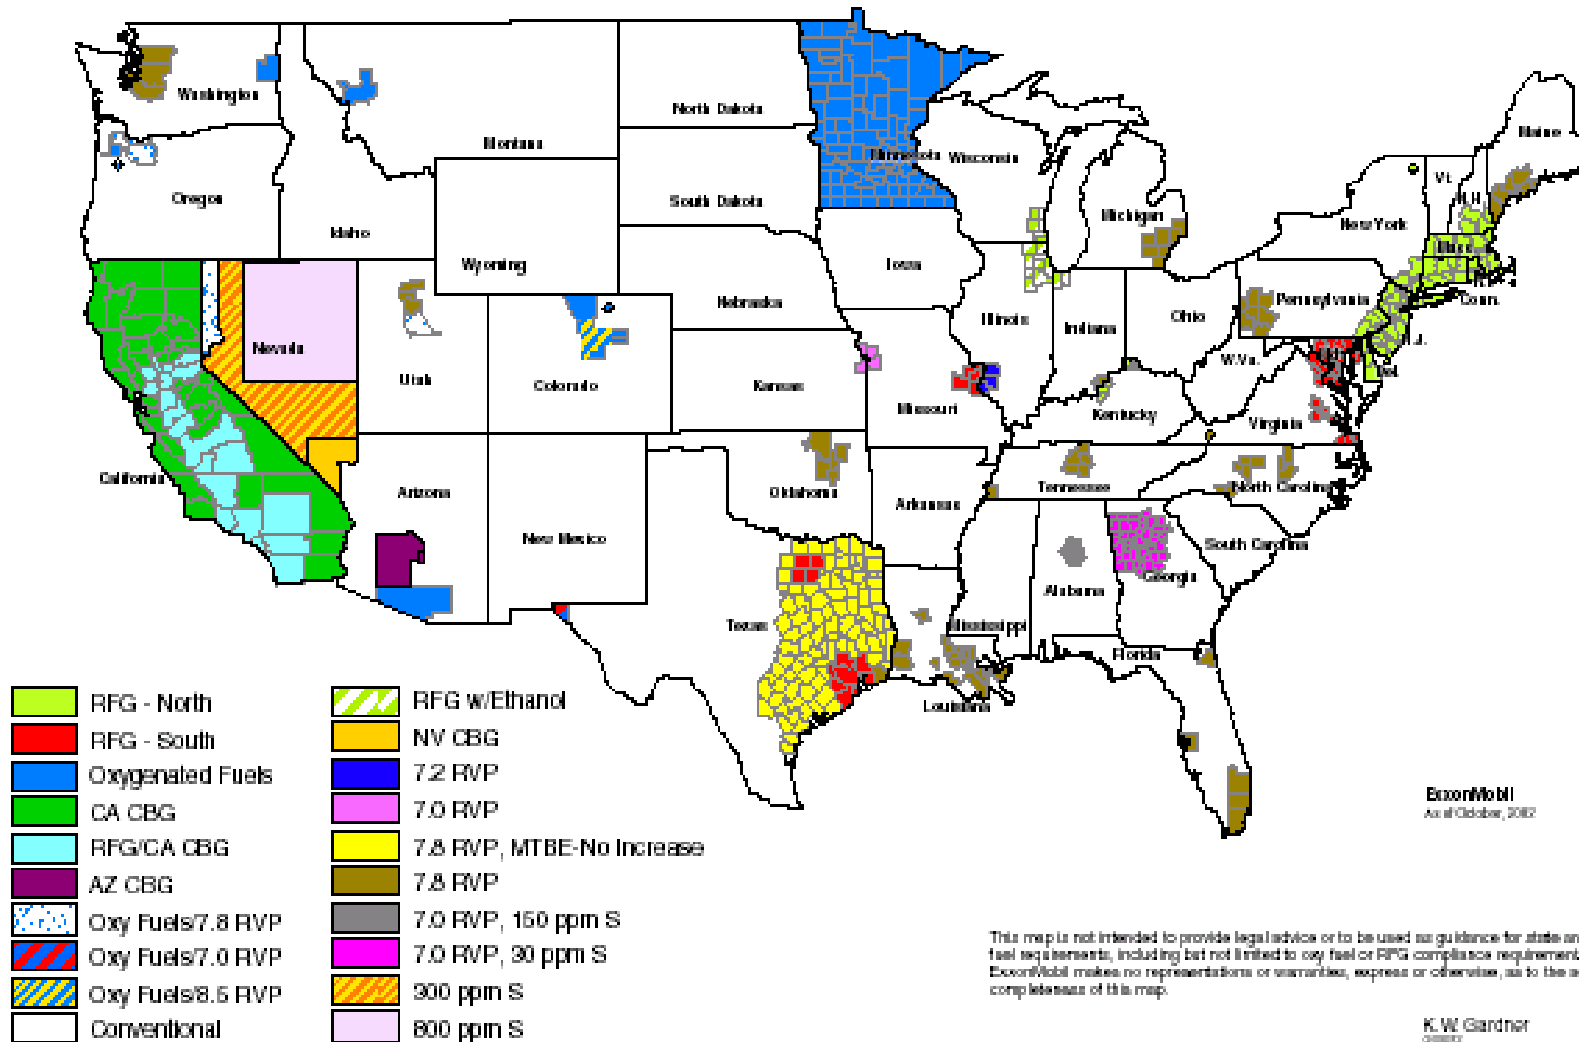 Washington
North Dakota
Montana
Minnesota
Wisconsin
Maine
Vt.
N.H.
Oregon
South Dakota
Michigan
New York
Idaho
Mass
Wyoming
Iowa
Nebraska
Pennsylvania
Conn.
Illinois
Indiana
Ohio
N.J.
Nevada
W.Va.
Del
Utah
Colorado
Kansas
Missouri
Kentucky
Virginia
California
Arizona
Oklahoma
Arkansas
Tennessee
North Carolina
New Mexico
South Carolina
Georgia
Alabama
Texas
Mississippi
Florida
Louisiana
RFG - North
RFG - South
Oxygenated Fuels
CA CBG
RFG/CA CBG
AZ CBG
Oxy Fuels/7.8 RVP
Oxy Fuels/7.0 RVP
Oxy Fuels/8.5 RVP
Conventional
RFG w/Ethanol
NV CBG
7.2 RVP
7.0 RVP
7.8 RVP, MTBE-No Increase
7.8 RVP
7.0 RVP, 150 ppm S
7.0 RVP, 30 ppm S
300 ppm S
800 ppm S
ExxonMobil
As of October, 2002
This map is not intended to provide legal advice or to be used as guidance for state an
fuel requirements, including but not limited to oxy fuel or RFG compliance requirement
ExxonMobil makes no representations or warranties, express or otherwise, as to the a
completeness of this map.
K.W. Gardner